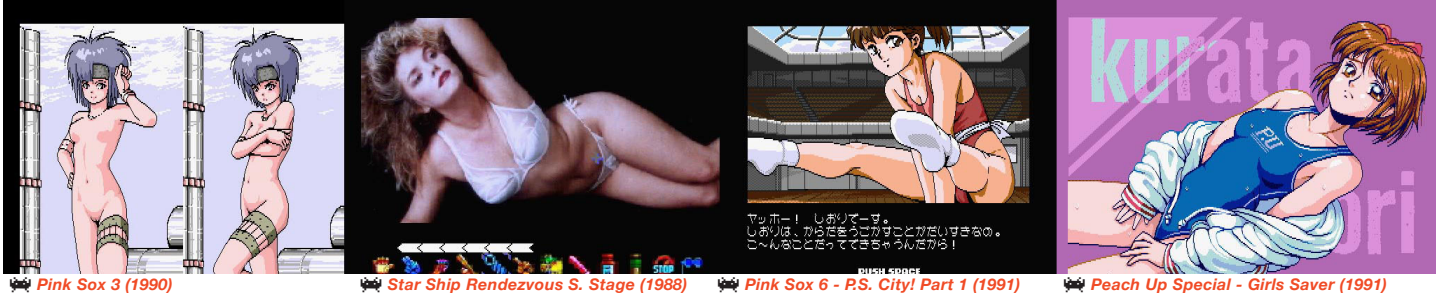 kurata
ori
P.U
ヤッホー！ しおりでーす。
しおりは、からだをうごかすことがだいすきなの。
こ〜んなことだってできちゃうんだから！
PUSH SPACE
STOP
Pink Sox 3 (1990)
Star Ship Rendezvous S. Stage (1988)
Pink Sox 6 - P.S. City! Part 1 (1991)
Peach Up Special - Girls Saver (1991)